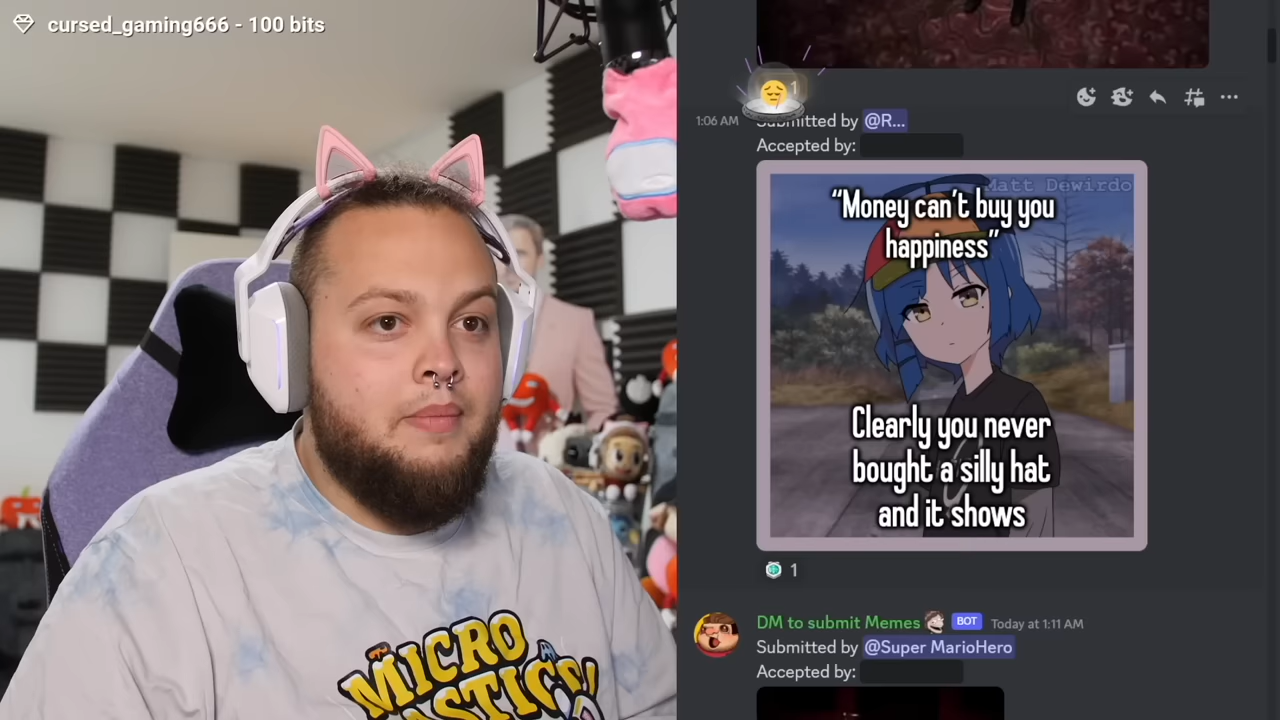 cursed_gaming666 - 100 bits
1
1:06 AM
Submitted by @R...
Accepted by:
Matt Dewirdo
“Money can't buy you
happiness”
Clearly you never
bought a silly hat
and it shows
1
DM to submit Memes BOT Today at 1:11 AM
Submitted by @Super MarioHero
Accepted by:
MICRO